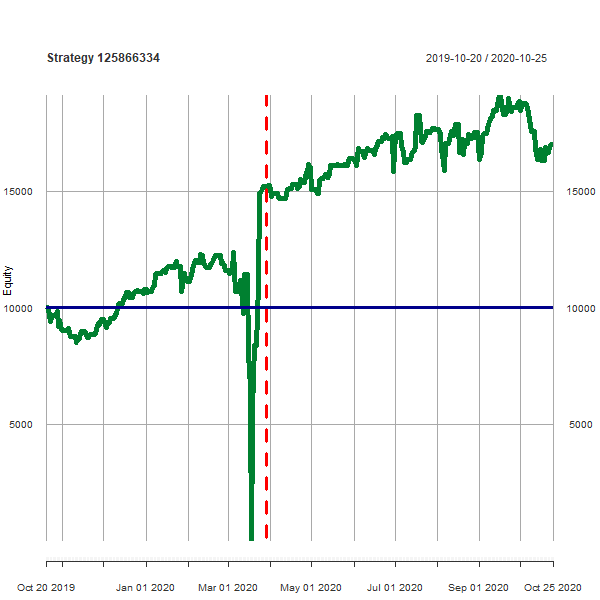 Strategy 125866334
2019-10-20 / 2020-10-25
15000
15000
Equity
10000
10000
5000
5000
Oct 20 2019
Jan 01 2020
Mar 01 2020
May 01 2020
Jul 01 2020
Sep 01 2020
Oct 25 2020